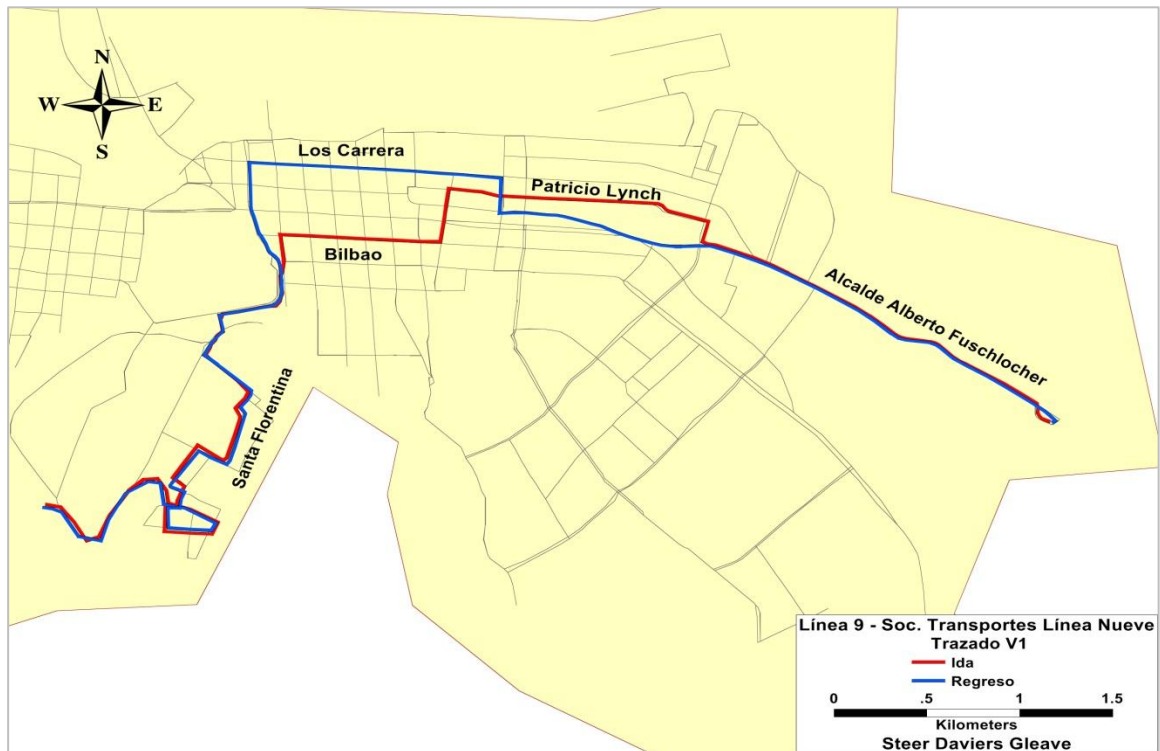 N
W E
S
Los Carrera
Patricio Lynch
Bilbao
Alcalde Alberto Fuschlocher
Santa Florentina
Línea 9 - Soc. Transportes Línea Nueve
Trazado V1
Ida
Regreso
0 .5 1 1.5
Kilometers
Steer Daviers Gleave